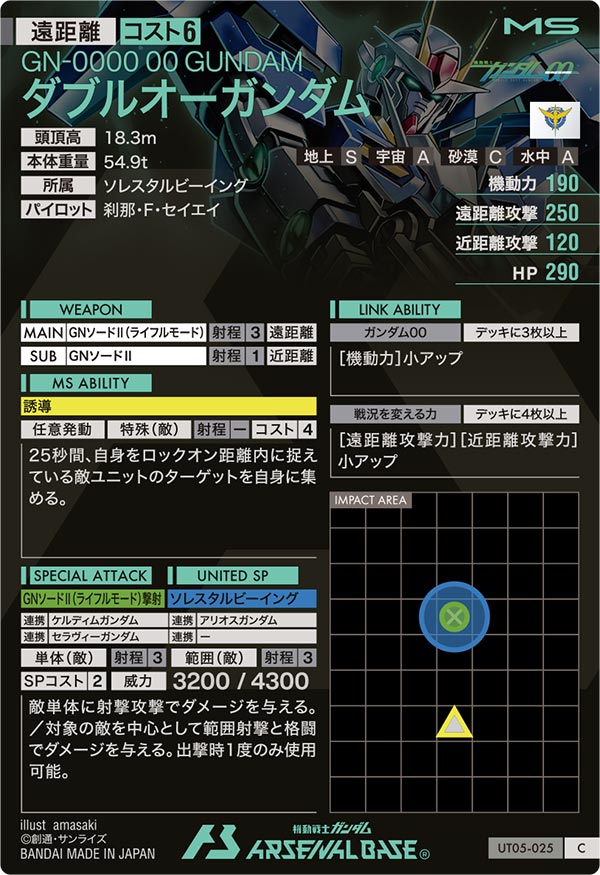 遠距離 コスト6 MS
GN-0000 00 GUNDAM
機動戦士ガンダム00
ダブルオーガンダム
頭頂高 18.3m
本体重量 54.9t
所属 ソレスタルビーイング
パイロット 刹那・F・セイエイ
地上 S 宇宙 A 砂漠 C 水中 A
機動力 190
遠距離攻撃 250
近距離攻撃 120
HP 290
WEAPON
MAIN GNソードⅡ(ライフルモード) 射程 3 遠距離
SUB GNソードⅡ 射程 1 近距離
MS ABILITY
誘導
任意発動 特殊(敵) 射程 ー コスト 4
25秒間、自身をロックオン距離内に捉え
ている敵ユニットのターゲットを自身に集
める。
LINK ABILITY
ガンダム00 デッキに3枚以上
[機動力]小アップ
戦況を変える力 デッキに4枚以上
[遠距離攻撃力][近距離攻撃力]
小アップ
IMPACT AREA
SPECIAL ATTACK UNITED SP
GNソードⅡ(ライフルモード)撃射 ソレスタルビーイング
連携 ケルディムガンダム 連携 アリオスガンダム
連携 セラヴィーガンダム 連携 ー
単体(敵) 射程 3 範囲(敵) 射程 3
SPコスト 2 威力 3200 / 4300
敵単体に射撃攻撃でダメージを与える。
／対象の敵を中心として範囲射撃と格闘
でダメージを与える。出撃時1度のみ使用
可能。
illust amasaki
©創通・サンライズ
BANDAI MADE IN JAPAN
機動戦士ガンダム
AB ARSENAL BASE ®
UT05-025 C